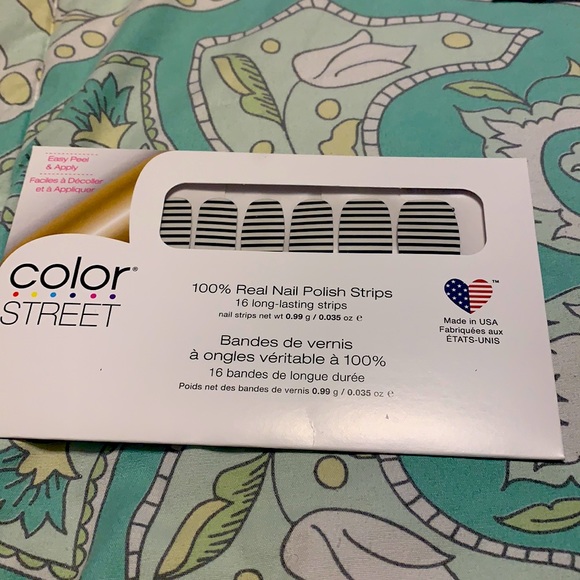 Easy Peel
& Apply
Faciles à Décoller
et à Appliquer
color®
STREET
100% Real Nail Polish Strips
16 long-lasting strips
nail strips net wt 0.99 g / 0.035 oz ℮
Bandes de vernis
à ongles véritable à 100%
16 bandes de longue durée
Poids net des bandes de vernis 0.99 g / 0.035 oz ℮
™
Made in USA
Fabriquées aux
ÉTATS-UNIS